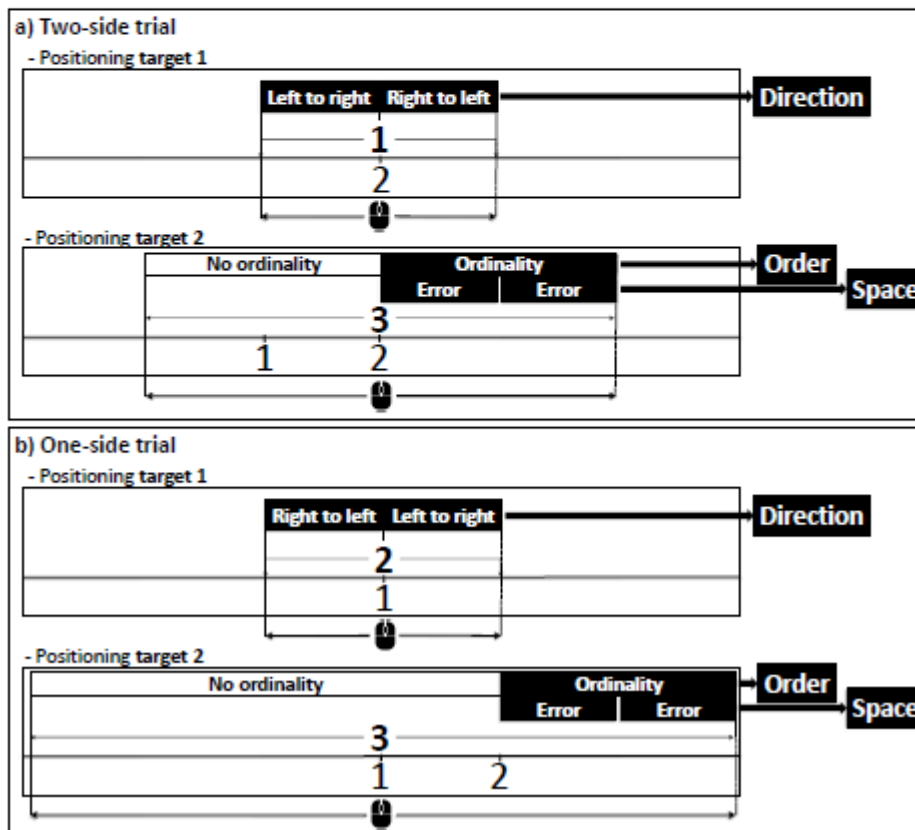 a) Two-side trial
- Positioning target 1
Left to right Right to left Direction
1
2
- Positioning target 2
No ordinality Ordinality Order
Error Error Space
3
1 2
b) One-side trial
- Positioning target 1
Right to left Left to right Direction
2
1
- Positioning target 2
No ordinality Ordinality Order
Error Error Space
3
1 2